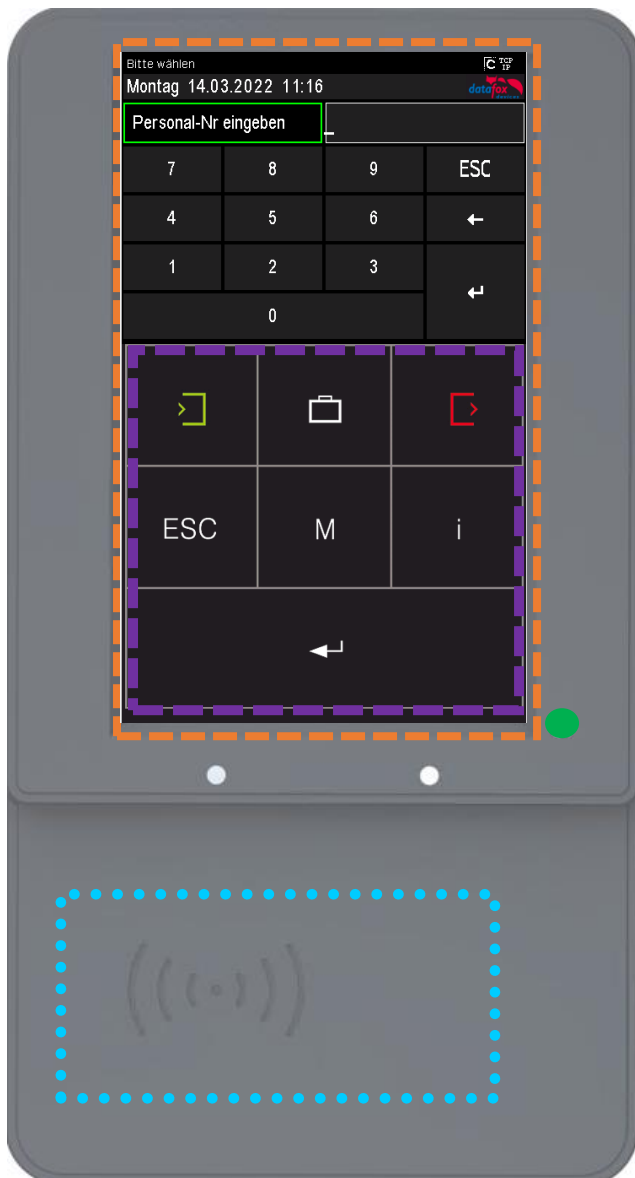 Bitte wählen
TCP
IP
Montag 14.03.2022 11:16
datafox
devices
Personal-Nr eingeben
_
7 8 9 ESC
4 5 6
1 2 3
0
ESC M i